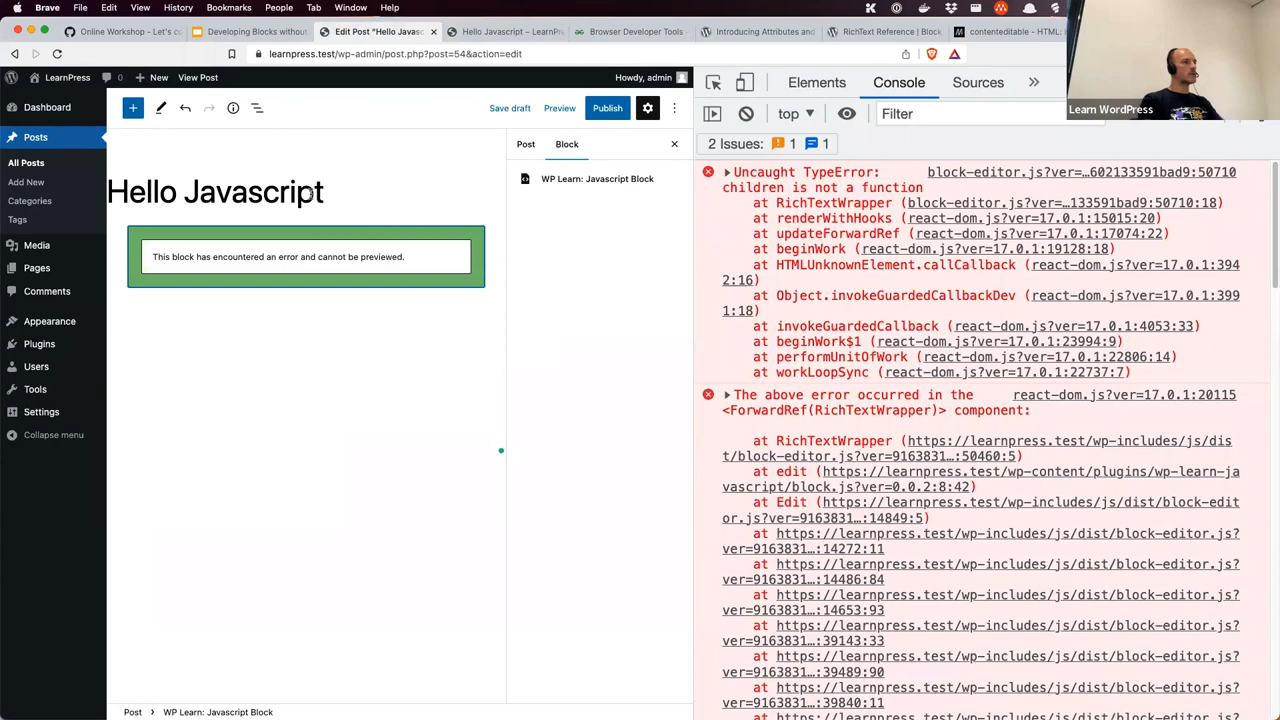 Brave File Edit View History Bookmarks People Tab Window Help
Online Workshop - Let's co
Developing Blocks without
Edit Post "Hello Javasc
Hello Javascript – LearnPre
Browser Developer Tools -
Introducing Attributes and
RichText Reference | Block
contenteditable - HTML:
learnpress.test/wp-admin/post.php?post=54&action=edit
LearnPress 0 New View Post Howdy, admin
Dashboard
Posts
All Posts
Add New
Categories
Tags
Media
Pages
Comments
Appearance
Plugins
Users
Tools
Settings
Collapse menu
Save draft Preview Publish
Hello Javascript
This block has encountered an error and cannot be previewed.
Post Block
WP Learn: Javascript Block
Post › WP Learn: Javascript Block
Elements Console Sources
top Filter
Learn WordPress
2 Issues: 1 1
Uncaught TypeError: block-editor.js?ver=…602133591bad9:50710
children is not a function
at RichTextWrapper (block-editor.js?ver=…133591bad9:50710:18)
at renderWithHooks (react-dom.js?ver=17.0.1:15015:20)
at updateForwardRef (react-dom.js?ver=17.0.1:17074:22)
at beginWork (react-dom.js?ver=17.0.1:19128:18)
at HTMLUnknownElement.callCallback (react-dom.js?ver=17.0.1:394
2:16)
at Object.invokeGuardedCallbackDev (react-dom.js?ver=17.0.1:399
1:18)
at invokeGuardedCallback (react-dom.js?ver=17.0.1:4053:33)
at beginWork$1 (react-dom.js?ver=17.0.1:23994:9)
at performUnitOfWork (react-dom.js?ver=17.0.1:22806:14)
at workLoopSync (react-dom.js?ver=17.0.1:22737:7)
The above error occurred in the react-dom.js?ver=17.0.1:20115
<ForwardRef(RichTextWrapper)> component:
at RichTextWrapper (https://learnpress.test/wp-includes/js/dis
t/block-editor.js?ver=9163831…:50460:5)
at edit (https://learnpress.test/wp-content/plugins/wp-learn-ja
vascript/block.js?ver=0.0.2:8:42)
at Edit (https://learnpress.test/wp-includes/js/dist/block-edit
or.js?ver=9163831…:14849:5)
at https://learnpress.test/wp-includes/js/dist/block-editor.js?
ver=9163831…:14272:11
at https://learnpress.test/wp-includes/js/dist/block-editor.js?
ver=9163831…:14486:84
at https://learnpress.test/wp-includes/js/dist/block-editor.js?
ver=9163831…:14653:93
at https://learnpress.test/wp-includes/js/dist/block-editor.js?
ver=9163831…:39143:33
at https://learnpress.test/wp-includes/js/dist/block-editor.js?
ver=9163831…:39489:90
at https://learnpress.test/wp-includes/js/dist/block-editor.js?
ver=9163831…:39840:11